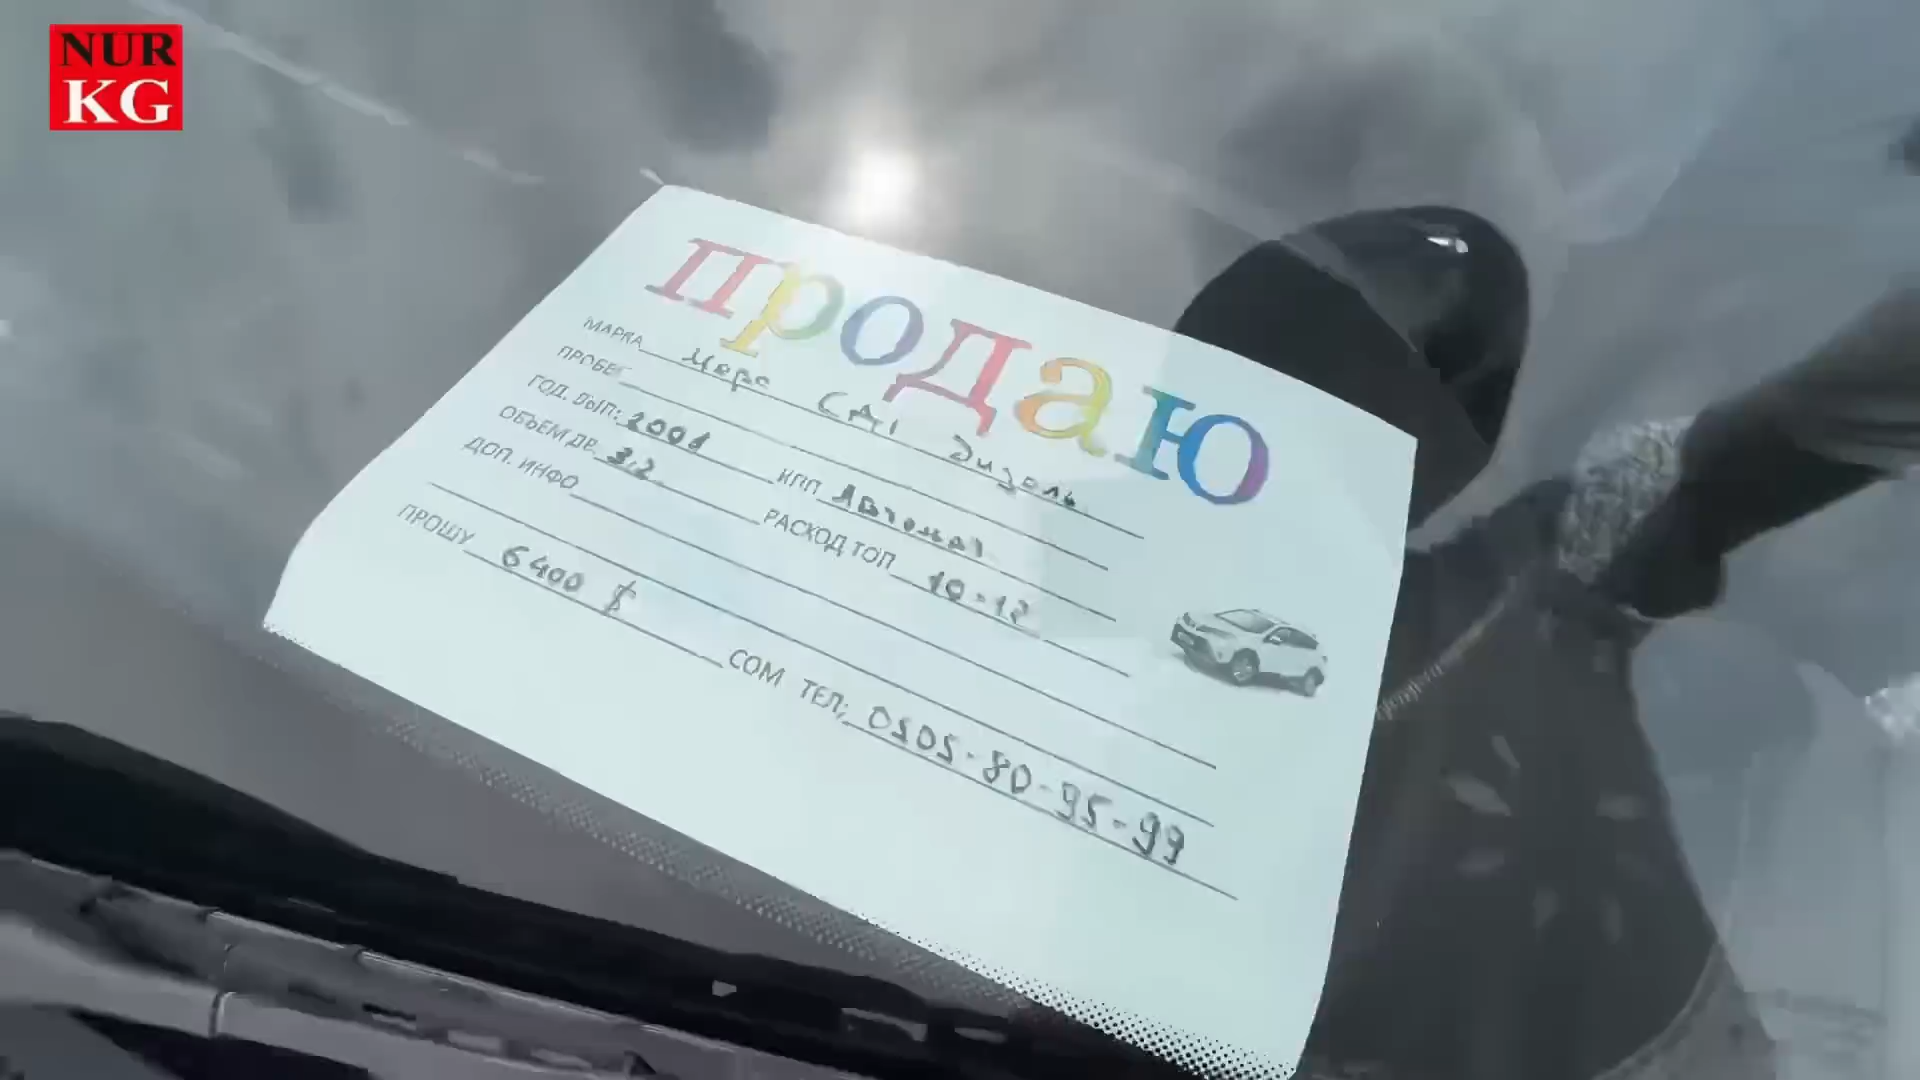 NUR
KG
продаю
МАРКА Мерс СДi дизель
ПРОБЕГ
ГОД. ВЫП: 2001 КПП Автомат
ОБЪЕМ ДВ. 3.2 РАСХОД ТОП 10-12
ДОП. ИНФО
ПРОШУ 6400 $ СОМ ТЕЛ; 0505-80-95-99